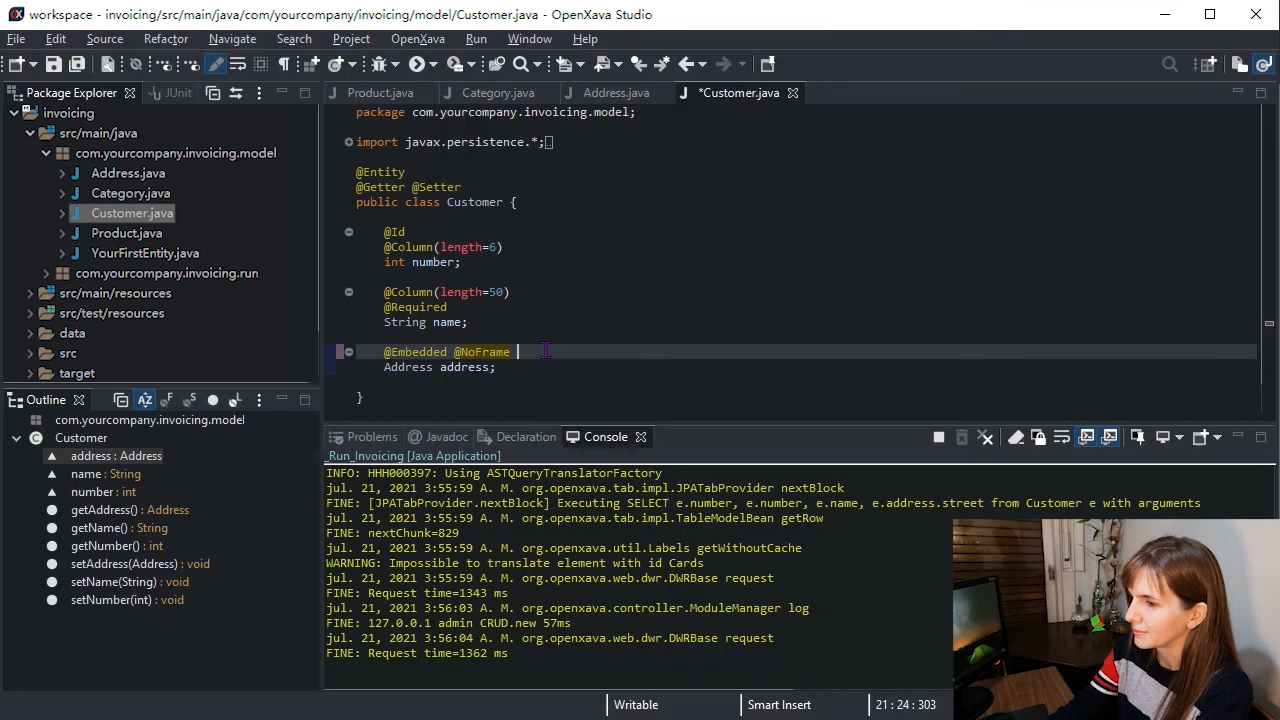 workspace - invoicing/src/main/java/com/yourcompany/invoicing/model/Customer.java - OpenXava Studio
File Edit Source Refactor Navigate Search Project OpenXava Run Window Help
Package Explorer JUnit
invoicing
src/main/java
com.yourcompany.invoicing.model
Address.java
Category.java
Customer.java
Product.java
YourFirstEntity.java
com.yourcompany.invoicing.run
src/main/resources
src/test/resources
data
src
target
Outline
com.yourcompany.invoicing.model
Customer
address : Address
name : String
number : int
getAddress() : Address
getName() : String
getNumber() : int
setAddress(Address) : void
setName(String) : void
setNumber(int) : void
Product.java Category.java Address.java *Customer.java
package com.yourcompany.invoicing.model;
import javax.persistence.*;
@Entity
@Getter @Setter
public class Customer {
@Id
@Column(length=6)
int number;
@Column(length=50)
@Required
String name;
@Embedded @NoFrame
Address address;
}
Problems Javadoc Declaration Console
_Run_Invoicing [Java Application]
INFO: HHH000397: Using ASTQueryTranslatorFactory
jul. 21, 2021 3:55:59 A. M. org.openxava.tab.impl.JPATabProvider nextBlock
FINE: [JPATabProvider.nextBlock] Executing SELECT e.number, e.number, e.name, e.address.street from Customer e with arguments
jul. 21, 2021 3:55:59 A. M. org.openxava.tab.impl.TableModelBean getRow
FINE: nextChunk=829
jul. 21, 2021 3:55:59 A. M. org.openxava.util.Labels getWithoutCache
WARNING: Impossible to translate element with id Cards
jul. 21, 2021 3:55:59 A. M. org.openxava.web.dwr.DWRBase request
FINE: Request time=1343 ms
jul. 21, 2021 3:56:03 A. M. org.openxava.controller.ModuleManager log
FINE: 127.0.0.1 admin CRUD.new 57ms
jul. 21, 2021 3:56:04 A. M. org.openxava.web.dwr.DWRBase request
FINE: Request time=1362 ms
Writable Smart Insert 21 : 24 : 303